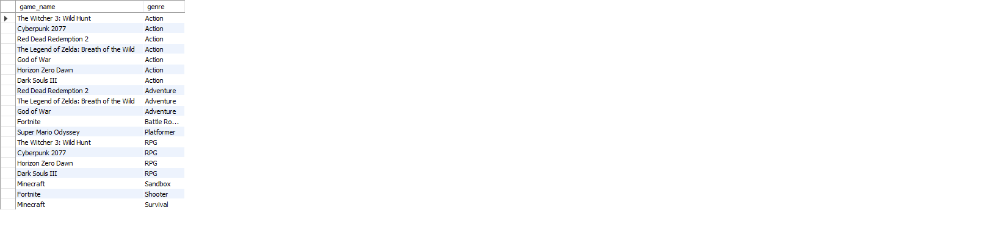 game_name genre
The Witcher 3: Wild Hunt Action
Cyberpunk 2077 Action
Red Dead Redemption 2 Action
The Legend of Zelda: Breath of the Wild Action
God of War Action
Horizon Zero Dawn Action
Dark Souls III Action
Red Dead Redemption 2 Adventure
The Legend of Zelda: Breath of the Wild Adventure
God of War Adventure
Fortnite Battle Ro...
Super Mario Odyssey Platformer
The Witcher 3: Wild Hunt RPG
Cyberpunk 2077 RPG
Horizon Zero Dawn RPG
Dark Souls III RPG
Minecraft Sandbox
Fortnite Shooter
Minecraft Survival